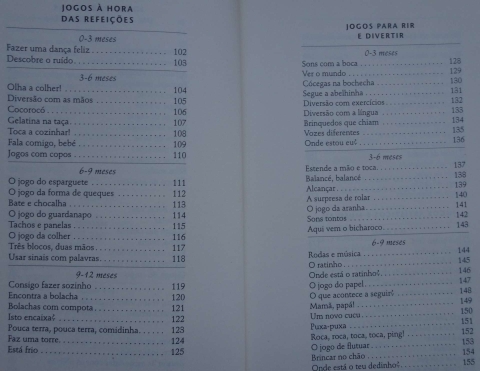 JOGOS À HORA
DAS REFEIÇÕES
0-3 meses
Fazer uma dança feliz 102
Descobre o ruído 103
3-6 meses
Olha a colher! 104
Diversão com as mãos 105
Cocorocó 106
Gelatina na taça 107
Toca a cozinhar! 108
Fala comigo, bebé 109
Jogos com copos 110
6-9 meses
O jogo do esparguete 111
O jogo da forma de queques 112
Bate e chocalha 113
O jogo do guardanapo 114
Tachos e panelas 115
O jogo da colher 116
Três blocos, duas mãos 117
Usar sinais com palavras 118
9-12 meses
Consigo fazer sozinho 119
Encontra a bolacha 120
Bolachas com compota 121
Isto encaixa? 122
Pouca terra, pouca terra, comidinha 123
Faz uma torre 124
Está frio 125
JOGOS PARA RIR
E DIVERTIR
0-3 meses
Sons com a boca 128
Ver o mundo 129
Cócegas na bochecha 130
Segue a abelhinha 131
Diversão com exercícios 132
Diversão com a língua 133
Brinquedos que chiam 134
Vozes diferentes 135
Onde estou eu? 136
3-6 meses
Estende a mão e toca 137
Balancé, balancé 138
Alcançar 139
A surpresa de rolar 140
O jogo da aranha 141
Sons tontos 142
Aqui vem o bicharoco 143
6-9 meses
Rodas e música 144
O ratinho 145
Onde está o ratinho? 146
O jogo do papel 147
O que acontece a seguir? 148
Mamã, papá! 149
Um novo cucu 150
Puxa-puxa 151
Roca, roca, toca, toca, ping! 152
O jogo de flutuar 153
Brincar no chão 154
Onde está o teu dedinho? 155